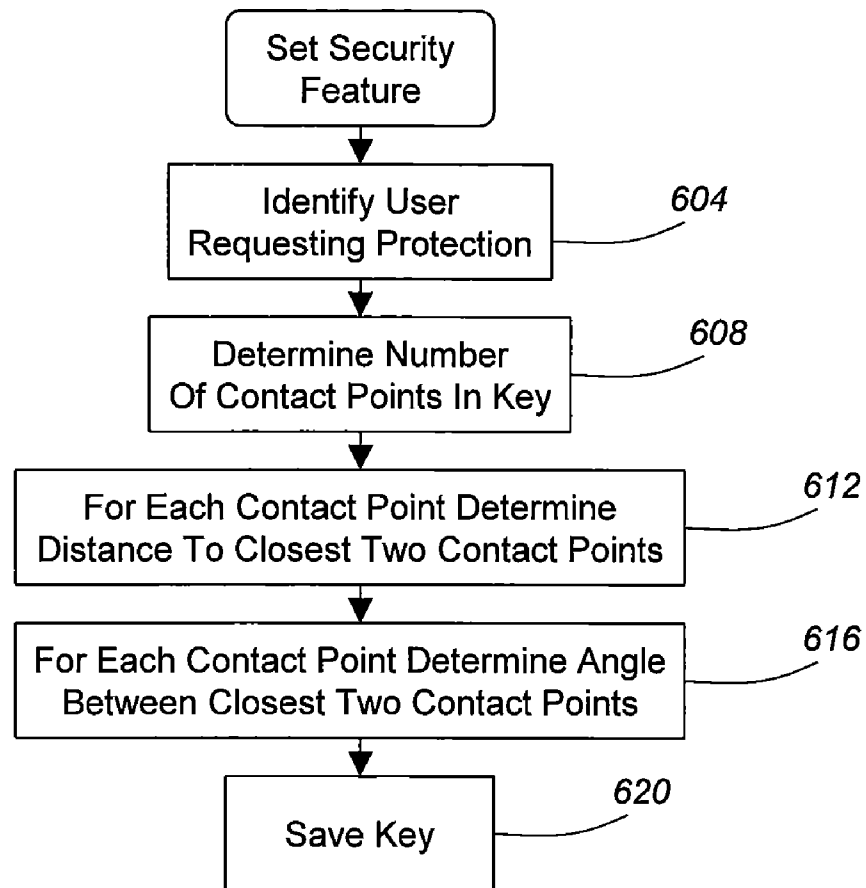 Set Security
Feature
Identify User
Requesting Protection
604
Determine Number
Of Contact Points In Key
608
For Each Contact Point Determine
Distance To Closest Two Contact Points
612
For Each Contact Point Determine Angle
Between Closest Two Contact Points
616
Save Key
620